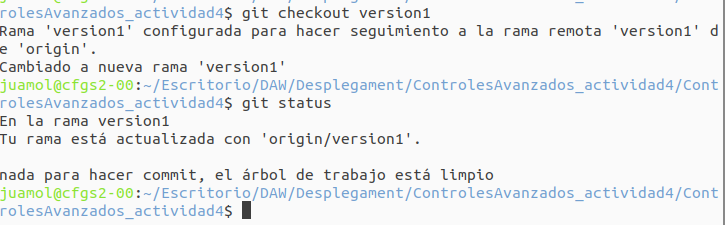 rolesAvanzados_actividad4$ git checkout version1
Rama 'version1' configurada para hacer seguimiento a la rama remota 'version1' d
e 'origin'.
Cambiado a nueva rama 'version1'
juamol@cfgs2-00:~/Escritorio/DAW/Desplegament/ControlesAvanzados_actividad4/Cont
rolesAvanzados_actividad4$ git status
En la rama version1
Tu rama está actualizada con 'origin/version1'.
nada para hacer commit, el árbol de trabajo está limpio
juamol@cfgs2-00:~/Escritorio/DAW/Desplegament/ControlesAvanzados_actividad4/Cont
rolesAvanzados_actividad4$